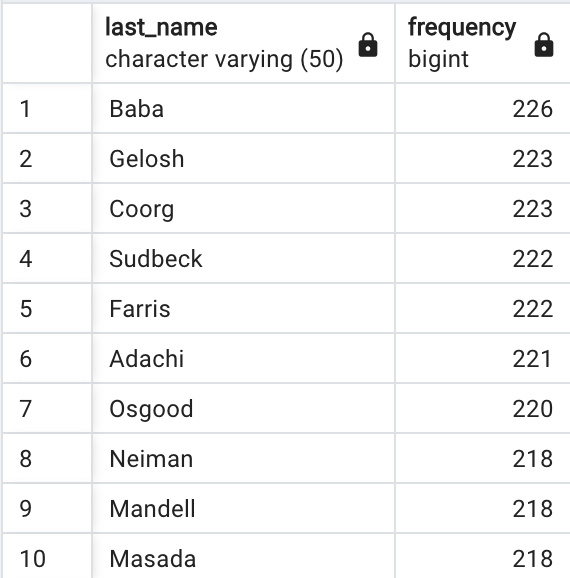 last_name frequency
character varying (50) bigint
1 Baba 226
2 Gelosh 223
3 Coorg 223
4 Sudbeck 222
5 Farris 222
6 Adachi 221
7 Osgood 220
8 Neiman 218
9 Mandell 218
10 Masada 218